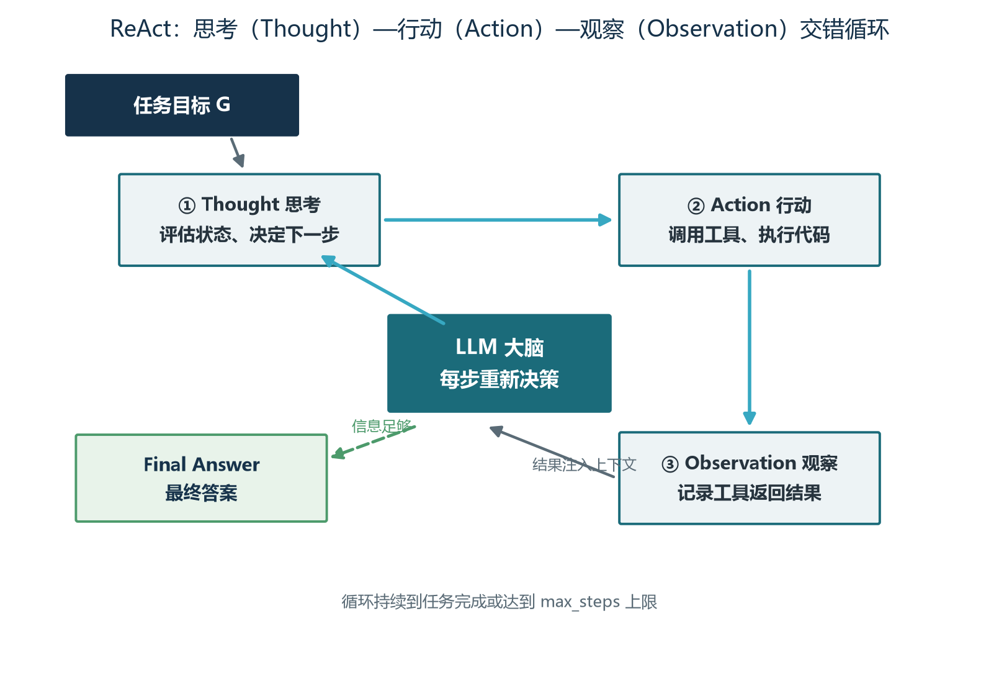 ReAct：思考（Thought）—行动（Action）—观察（Observation）交错循环
任务目标 G
① Thought 思考
评估状态、决定下一步
② Action 行动
调用工具、执行代码
LLM 大脑
每步重新决策
信息足够
结果注入上下文
Final Answer
最终答案
③ Observation 观察
记录工具返回结果
循环持续到任务完成或达到 max_steps 上限